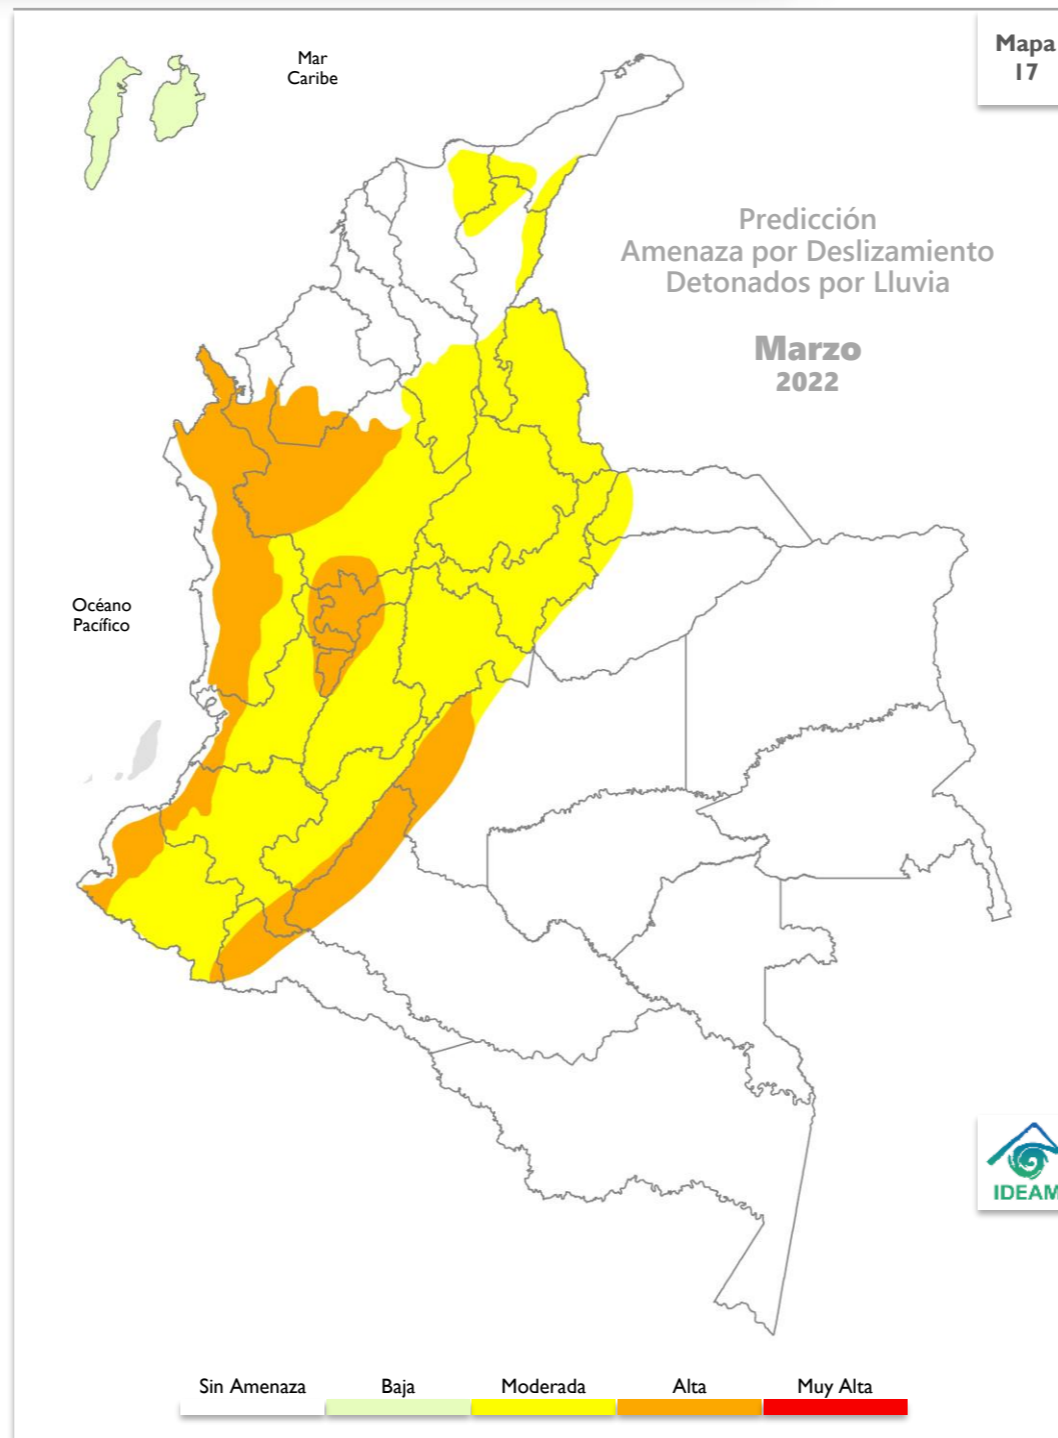 Mapa
17
Mar
Caribe
Predicción
Amenaza por Deslizamiento
Detonados por Lluvia
Marzo
2022
Océano
Pacífico
IDEAM
Sin Amenaza
Baja
Moderada
Alta
Muy Alta